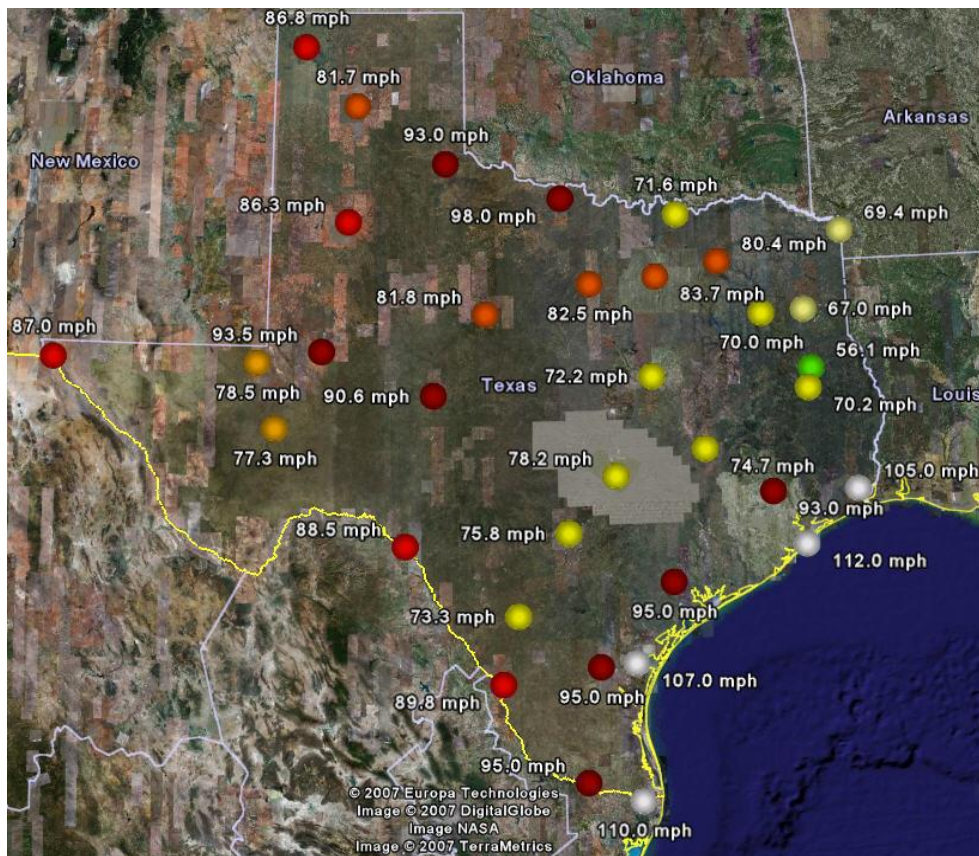 86.8 mph
81.7 mph
Oklahoma
Arkansas
93.0 mph
New Mexico
71.6 mph
86.3 mph
98.0 mph
69.4 mph
80.4 mph
81.8 mph
82.5 mph
83.7 mph
67.0 mph
87.0 mph
93.5 mph
70.0 mph
56.1 mph
72.2 mph
Texas
78.5 mph
90.6 mph
Louis
70.2 mph
77.3 mph
78.2 mph
74.7 mph
105.0 mph
93.0 mph
88.5 mph
75.8 mph
112.0 mph
95.0 mph
73.3 mph
107.0 mph
89.8 mph
95.0 mph
95.0 mph
© 2007 Europa Technologies
Image © 2007 DigitalGlobe
Image NASA
Image © 2007 TerraMetrics
110.0 mph